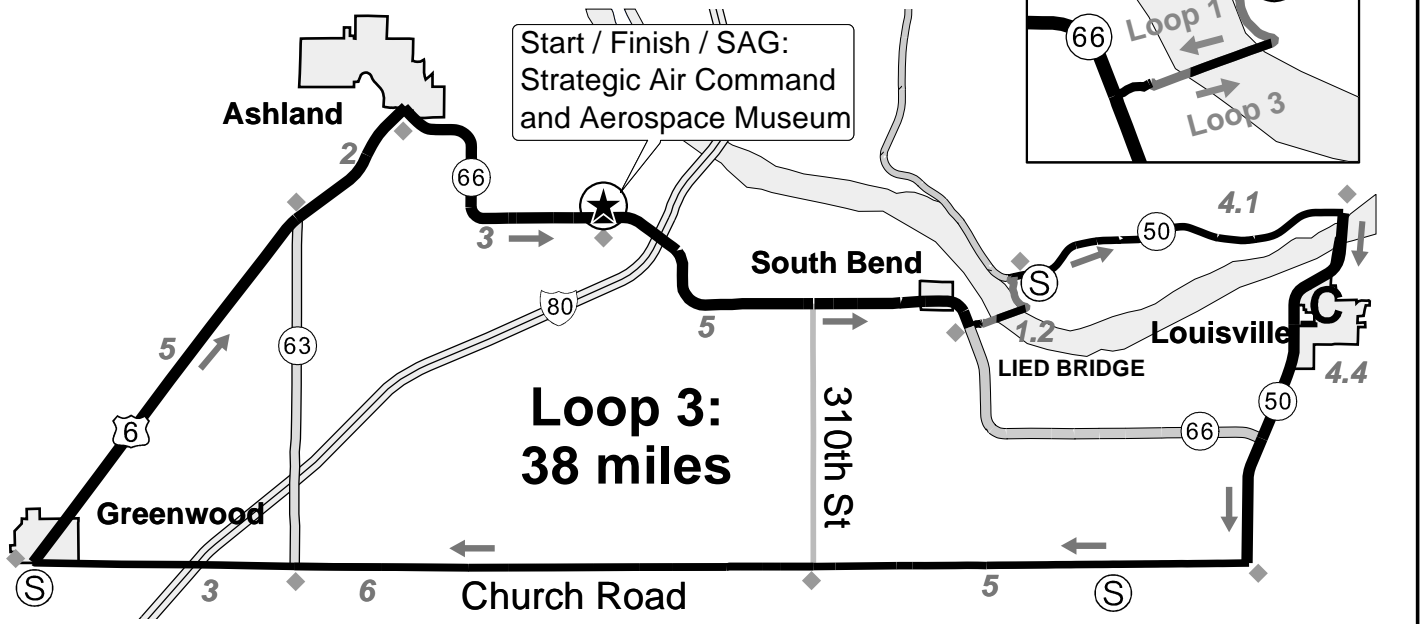 Start / Finish / SAG:
Strategic Air Command
and Aerospace Museum
66
Loop 1
Loop 3
Ashland
2
66
3
4.1
50
South Bend
S
80
5
1.2
LIED BRIDGE
Louisville
C
4.4
5
63
6
Loop 3:
38 miles
310th St
50
66
Greenwood
S
3
6
Church Road
5
S